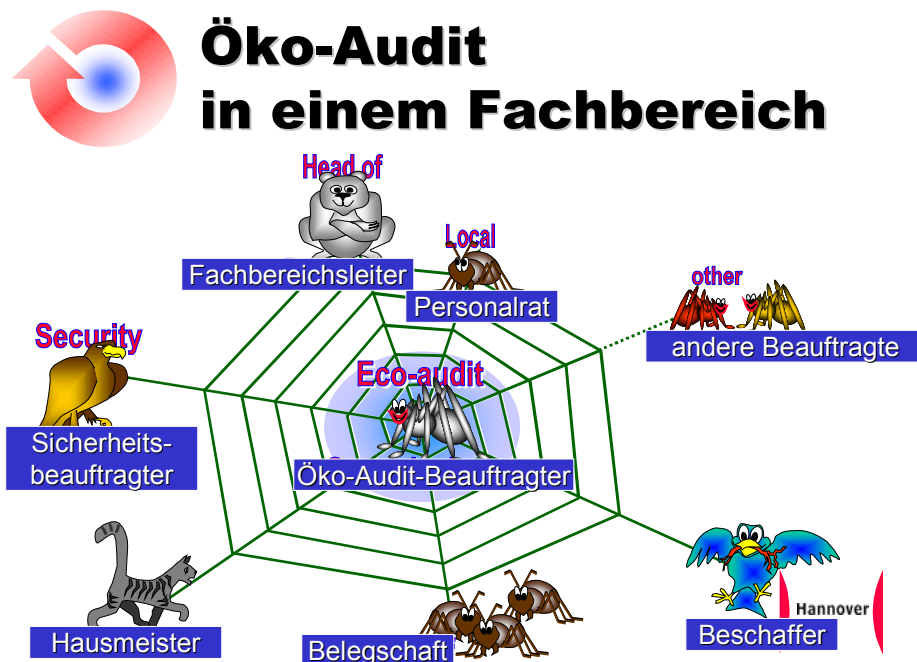 Öko-Audit
in einem Fachbereich
Head of
Fachbereichsleiter
Local
Personalrat
other
andere Beauftragte
Security
Sicherheits-
beauftragter
Eco-audit
Öko-Audit-Beauftragter
Hausmeister
Belegschaft
Beschaffer
Hannover